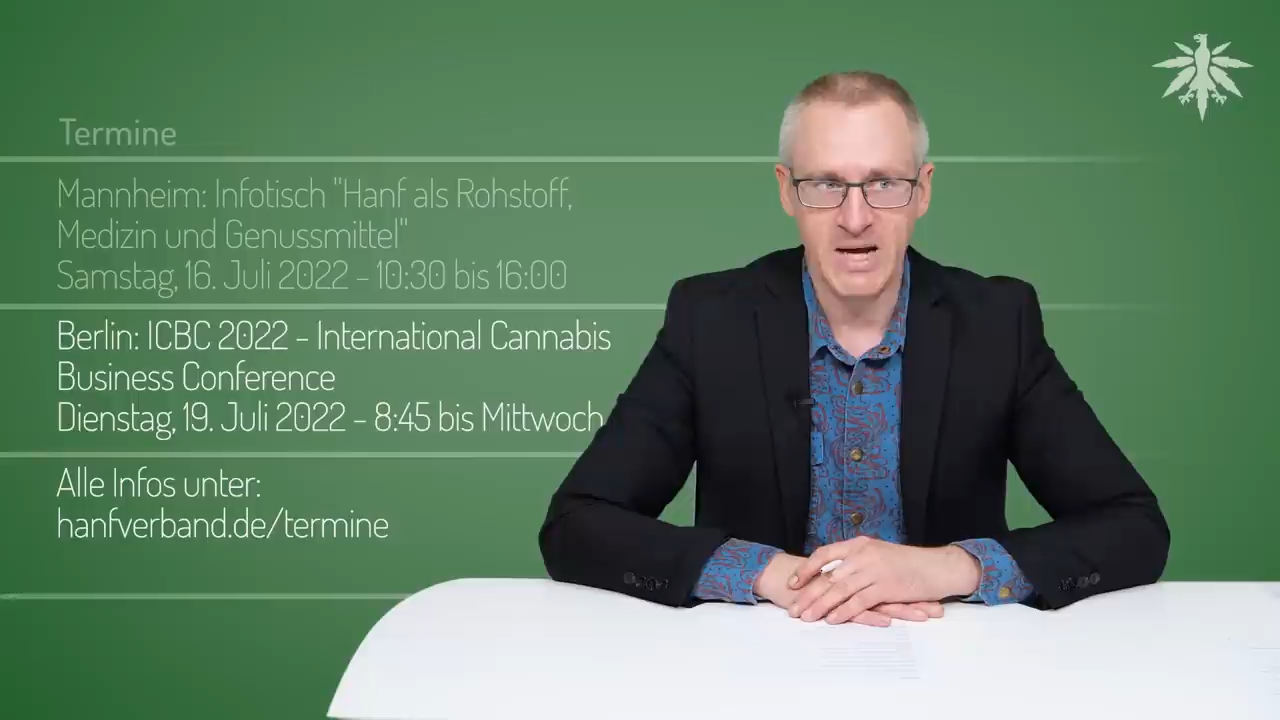 Termine
Mannheim: Infotisch "Hanf als Rohstoff,
Medizin und Genussmittel"
Samstag, 16. Juli 2022 - 10:30 bis 16:00
Berlin: ICBC 2022 - International Cannabis
Business Conference
Dienstag, 19. Juli 2022 - 8:45 bis Mittwoch,
Alle Infos unter:
hanfverband.de/termine